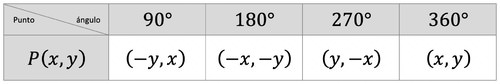 Punto ángulo 90° 180° 270° 360°
P(x, y) (−y, x) (−x, −y) (y, −x) (x, y)